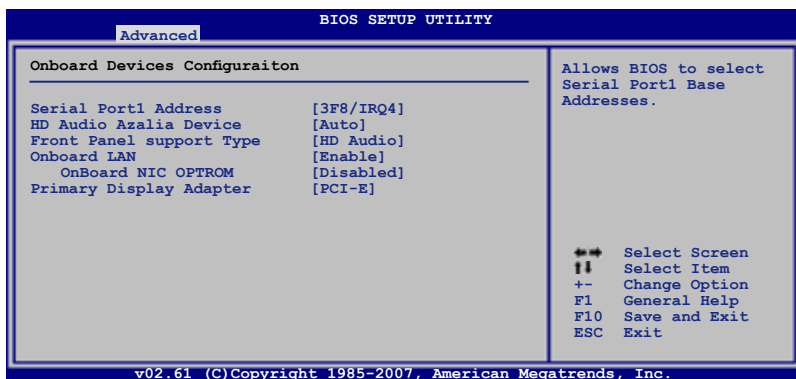 BIOS SETUP UTILITY
Advanced
Onboard Devices Configuraiton
Serial Port1 Address [3F8/IRQ4]
HD Audio Azalia Device [Auto]
Front Panel support Type [HD Audio]
Onboard LAN [Enable]
OnBoard NIC OPTROM [Disabled]
Primary Display Adapter [PCI-E]
Allows BIOS to select
Serial Port1 Base
Addresses.
←→ Select Screen
↑↓ Select Item
+- Change Option
F1 General Help
F10 Save and Exit
ESC Exit
v02.61 (C)Copyright 1985-2007, American Megatrends, Inc.